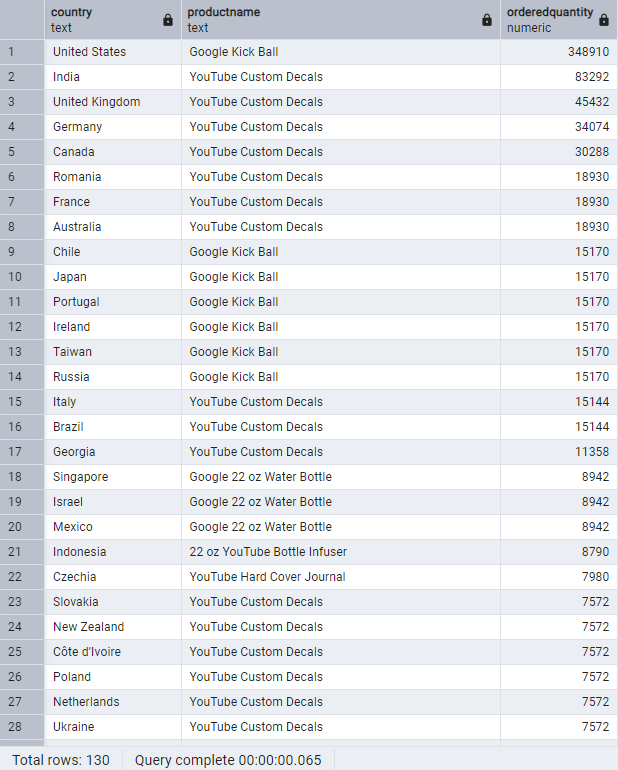 country productname orderedquantity
text text numeric
1 United States Google Kick Ball 348910
2 India YouTube Custom Decals 83292
3 United Kingdom YouTube Custom Decals 45432
4 Germany YouTube Custom Decals 34074
5 Canada YouTube Custom Decals 30288
6 Romania YouTube Custom Decals 18930
7 France YouTube Custom Decals 18930
8 Australia YouTube Custom Decals 18930
9 Chile Google Kick Ball 15170
10 Japan Google Kick Ball 15170
11 Portugal Google Kick Ball 15170
12 Ireland Google Kick Ball 15170
13 Taiwan Google Kick Ball 15170
14 Russia Google Kick Ball 15170
15 Italy YouTube Custom Decals 15144
16 Brazil YouTube Custom Decals 15144
17 Georgia YouTube Custom Decals 11358
18 Singapore Google 22 oz Water Bottle 8942
19 Israel Google 22 oz Water Bottle 8942
20 Mexico Google 22 oz Water Bottle 8942
21 Indonesia 22 oz YouTube Bottle Infuser 8790
22 Czechia YouTube Hard Cover Journal 7980
23 Slovakia YouTube Custom Decals 7572
24 New Zealand YouTube Custom Decals 7572
25 Côte d'Ivoire YouTube Custom Decals 7572
26 Poland YouTube Custom Decals 7572
27 Netherlands YouTube Custom Decals 7572
28 Ukraine YouTube Custom Decals 7572
Total rows: 130 Query complete 00:00:00.065